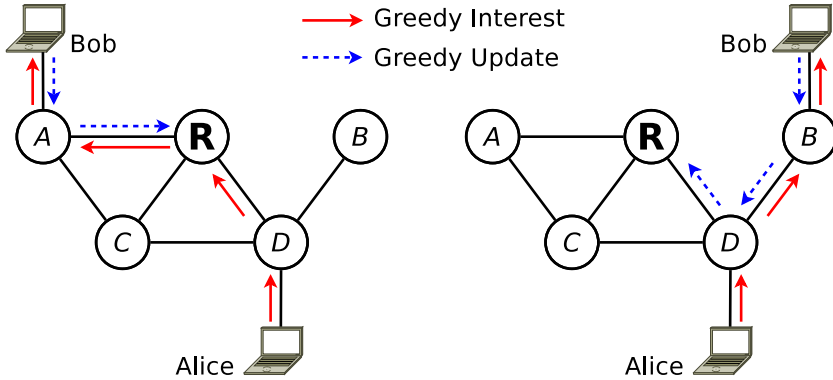 Greedy Interest
Greedy Update
Bob
A
R
B
C
D
Alice
Bob
A
R
B
C
D
Alice